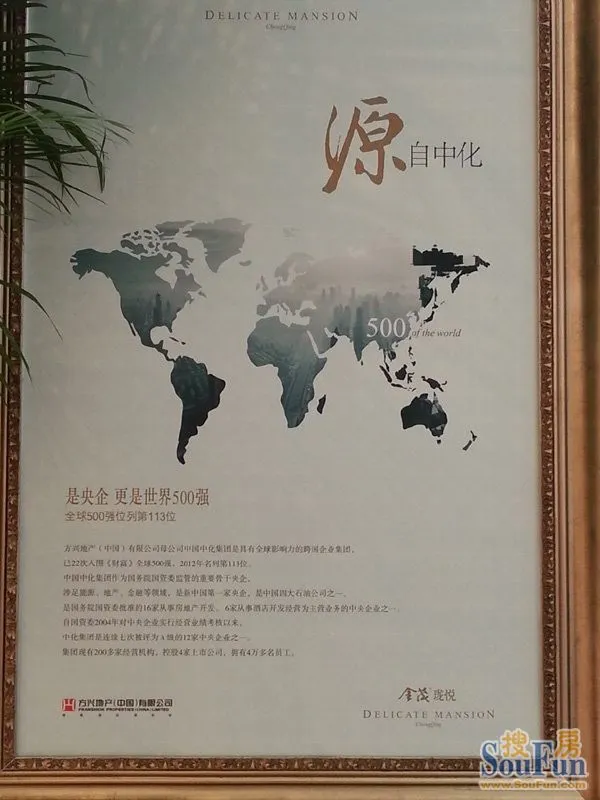 DELICATE MANSION
ChongQing
源自中化
500 of the world
是央企 更是世界500强
全球500强位列第113位
方兴地产(中国)有限公司母公司中国中化集团是具有全球影响力的跨国企业集团,
已22次入围《财富》全球500强, 2012年名列第113位。
中国中化集团作为国务院国资委监管的重要骨干央企,
涉足能源、地产、金融等领域, 是新中国第一家央企, 是中国四大石油公司之一。
是国务院国资委批准的16家从事房地产开发、6家从事酒店开发经营为主营业务的中央企业之一。
自国资委2004年对中央企业实行经营业绩考核以来,
中化集团是连续七次被评为A级的12家中央企业之一。
集团现有200多家经营机构, 控股4家上市公司, 拥有4万多名员工。
方兴地产(中国)有限公司
FRANSHION PROPERTIES (CHINA) LIMITED
金茂珑悦
DELICATE MANSION
ChongQing
搜房
SouFun
www.SouFun.com